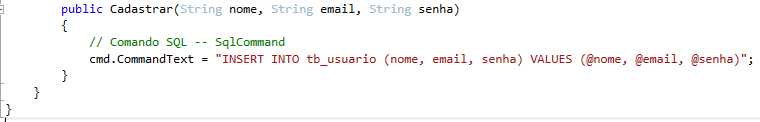 public Cadastrar(String nome, String email, String senha)
{
// Comando SQL -- SqlCommand
cmd.CommandText = "INSERT INTO tb_usuario (nome, email, senha) VALUES (@nome, @email, @senha)";
}
}
}